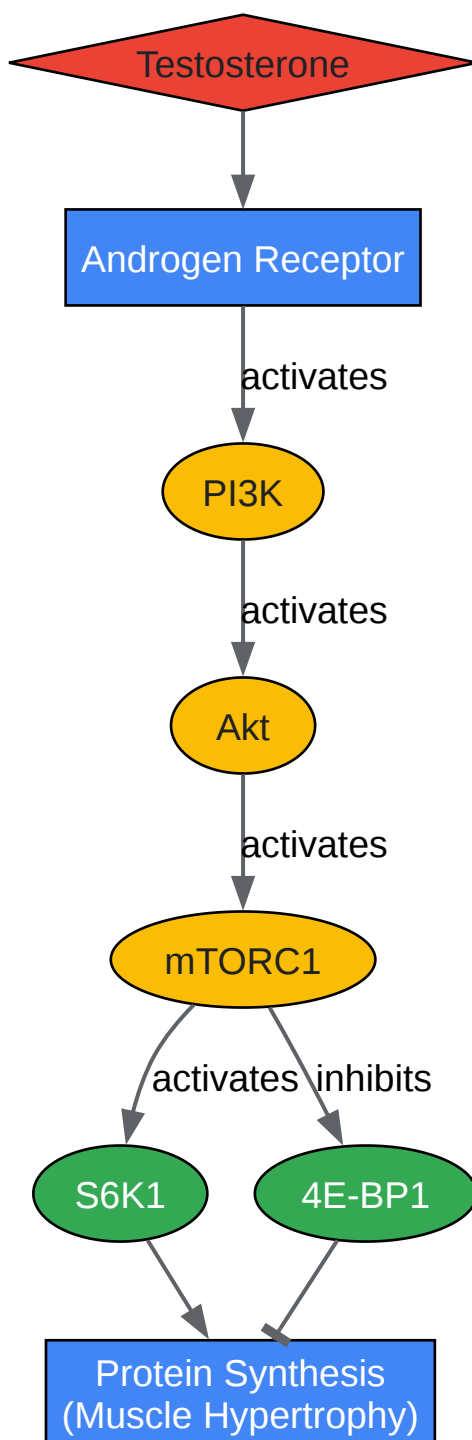 Testosterone
Androgen Receptor
activates
PI3K
activates
Akt
activates
mTORC1
activates
inhibits
S6K1
4E-BP1
Protein Synthesis
(Muscle Hypertrophy)